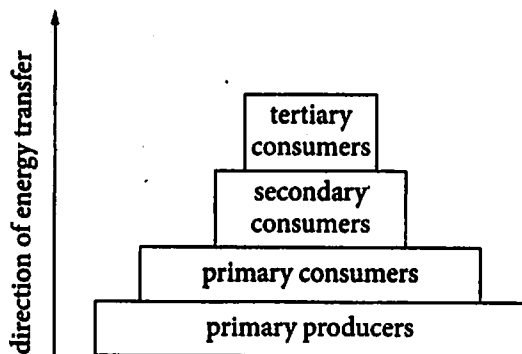 direction of energy transfer
tertiary
consumers
secondary
consumers
primary consumers
primary producers